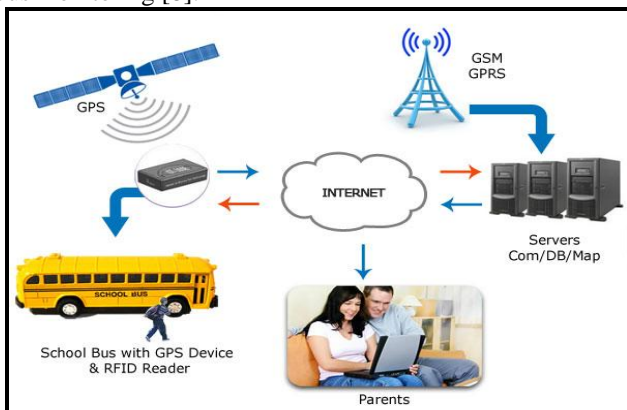 GPS
GSM
GPRS
INTERNET
Servers
Com/DB/Map
SCHOOL BUS
School Bus with GPS Device
& RFID Reader
Parents